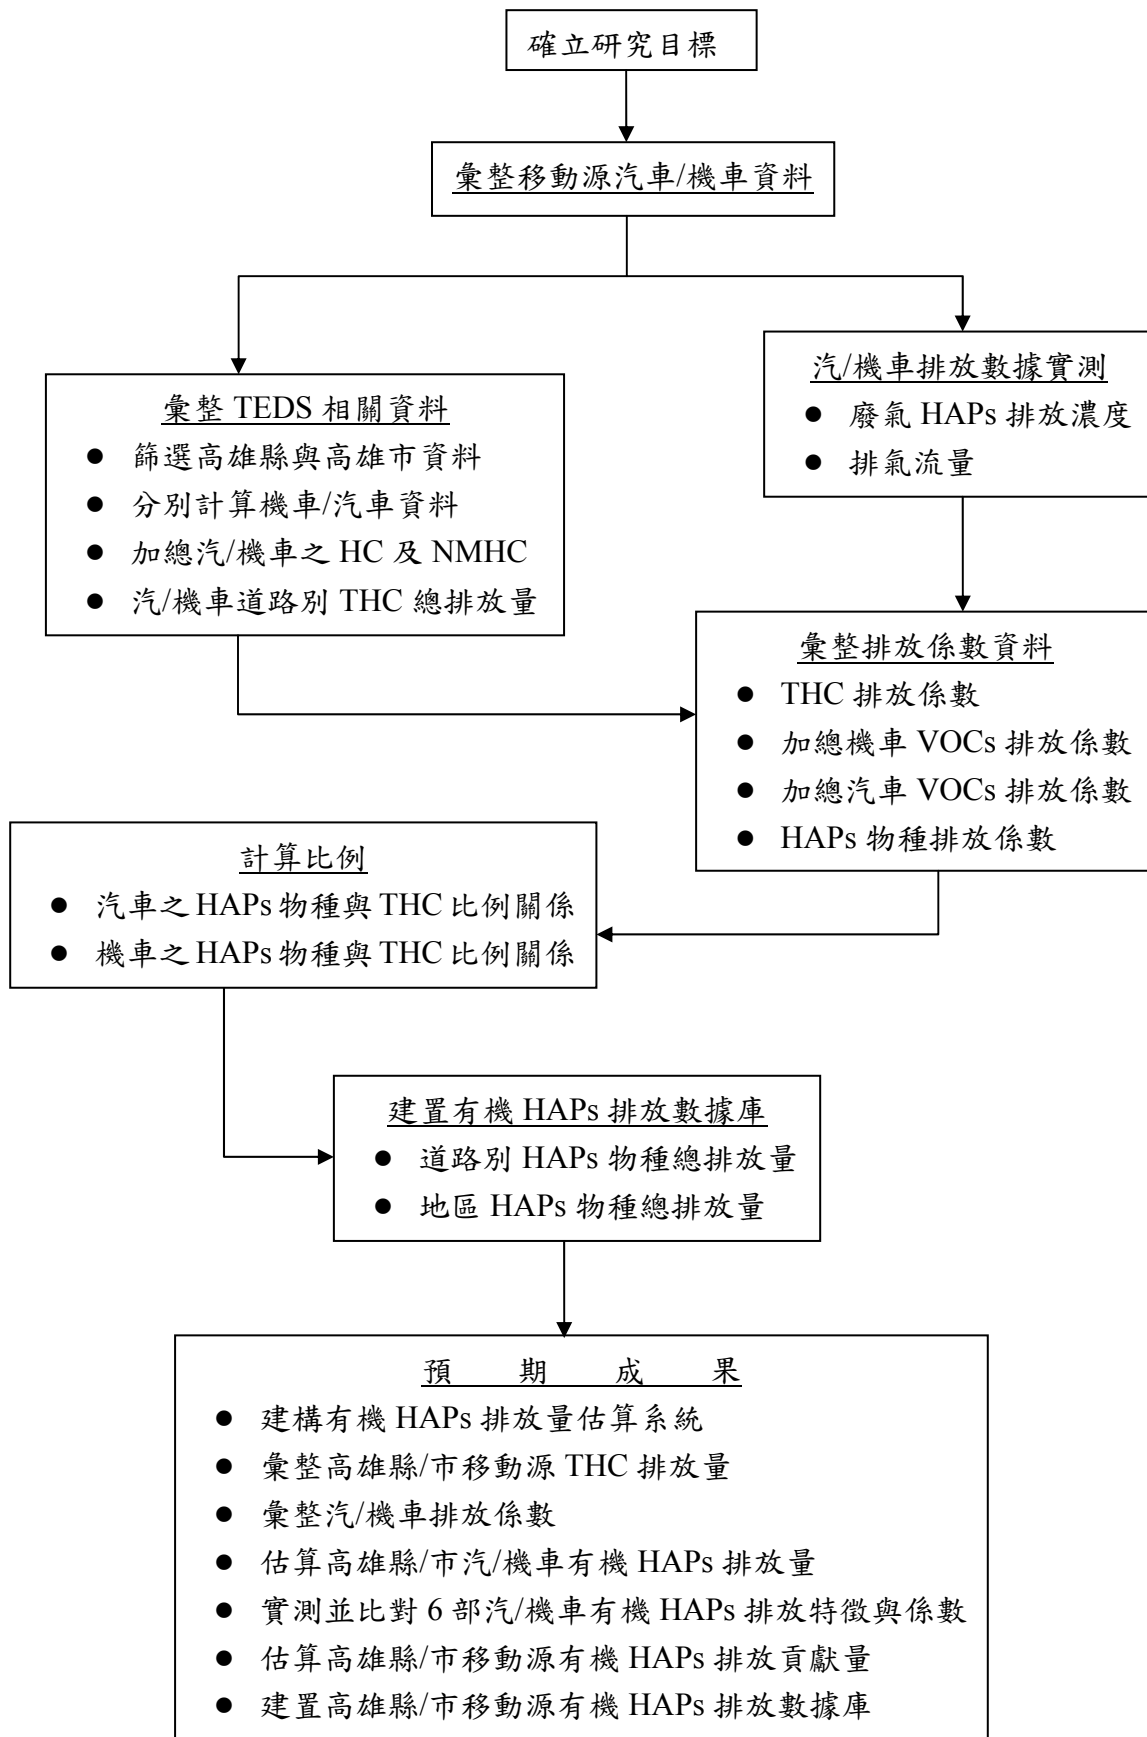 確立研究目標
彙整移動源汽車/機車資料
彙整 TEDS 相關資料
● 篩選高雄縣與高雄市資料
● 分別計算機車/汽車資料
● 加總汽/機車之 HC 及 NMHC
● 汽/機車道路別 THC 總排放量
汽/機車排放數據實測
● 廢氣 HAPs 排放濃度
● 排氣流量
彙整排放係數資料
● THC 排放係數
● 加總機車 VOCs 排放係數
● 加總汽車 VOCs 排放係數
● HAPs 物種排放係數
計算比例
● 汽車之 HAPs 物種與 THC 比例關係
● 機車之 HAPs 物種與 THC 比例關係
建置有機 HAPs 排放數據庫
● 道路別 HAPs 物種總排放量
● 地區 HAPs 物種總排放量
預 期 成 果
● 建構有機 HAPs 排放量估算系統
● 彙整高雄縣/市移動源 THC 排放量
● 彙整汽/機車排放係數
● 估算高雄縣/市汽/機車有機 HAPs 排放量
● 實測並比對 6 部汽/機車有機 HAPs 排放特徵與係數
● 估算高雄縣/市移動源有機 HAPs 排放貢獻量
● 建置高雄縣/市移動源有機 HAPs 排放數據庫